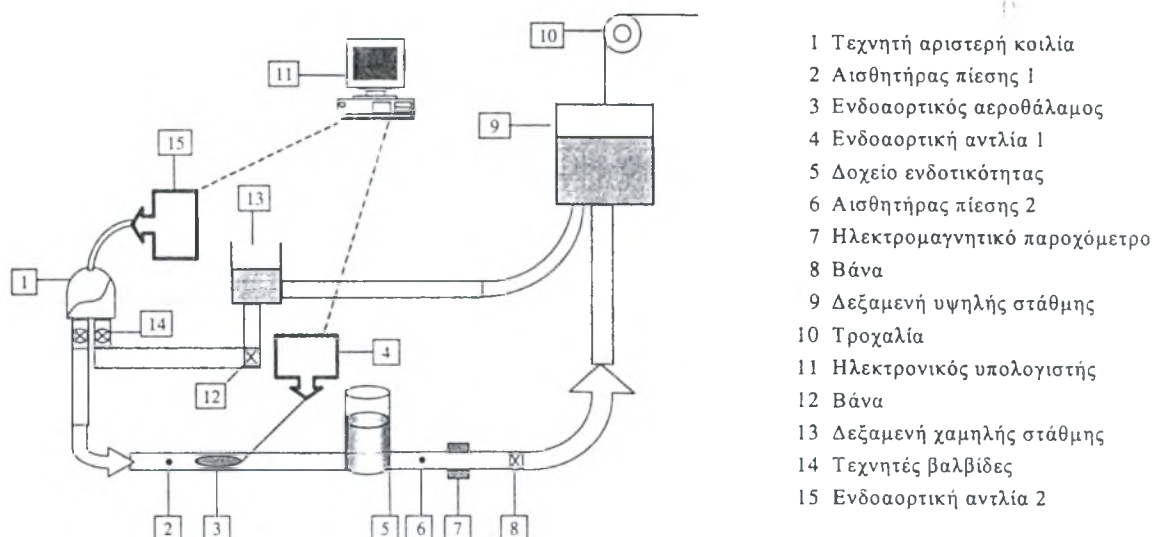 10
11
9
15
13
1
14
4
12
2
3
5
6
7
8
1 Τεχνητή αριστερή κοιλία
2 Αισθητήρας πίεσης 1
3 Ενδοαορτικός αεροθάλαμος
4 Ενδοαορτική αντλία 1
5 Δοχείο ενδοτικότητας
6 Αισθητήρας πίεσης 2
7 Ηλεκτρομαγνητικό παροχόμετρο
8 Βάνα
9 Δεξαμενή υψηλής στάθμης
10 Τροχαλία
11 Ηλεκτρονικός υπολογιστής
12 Βάνα
13 Δεξαμενή χαμηλής στάθμης
14 Τεχνητές βαλβίδες
15 Ενδοαορτική αντλία 2